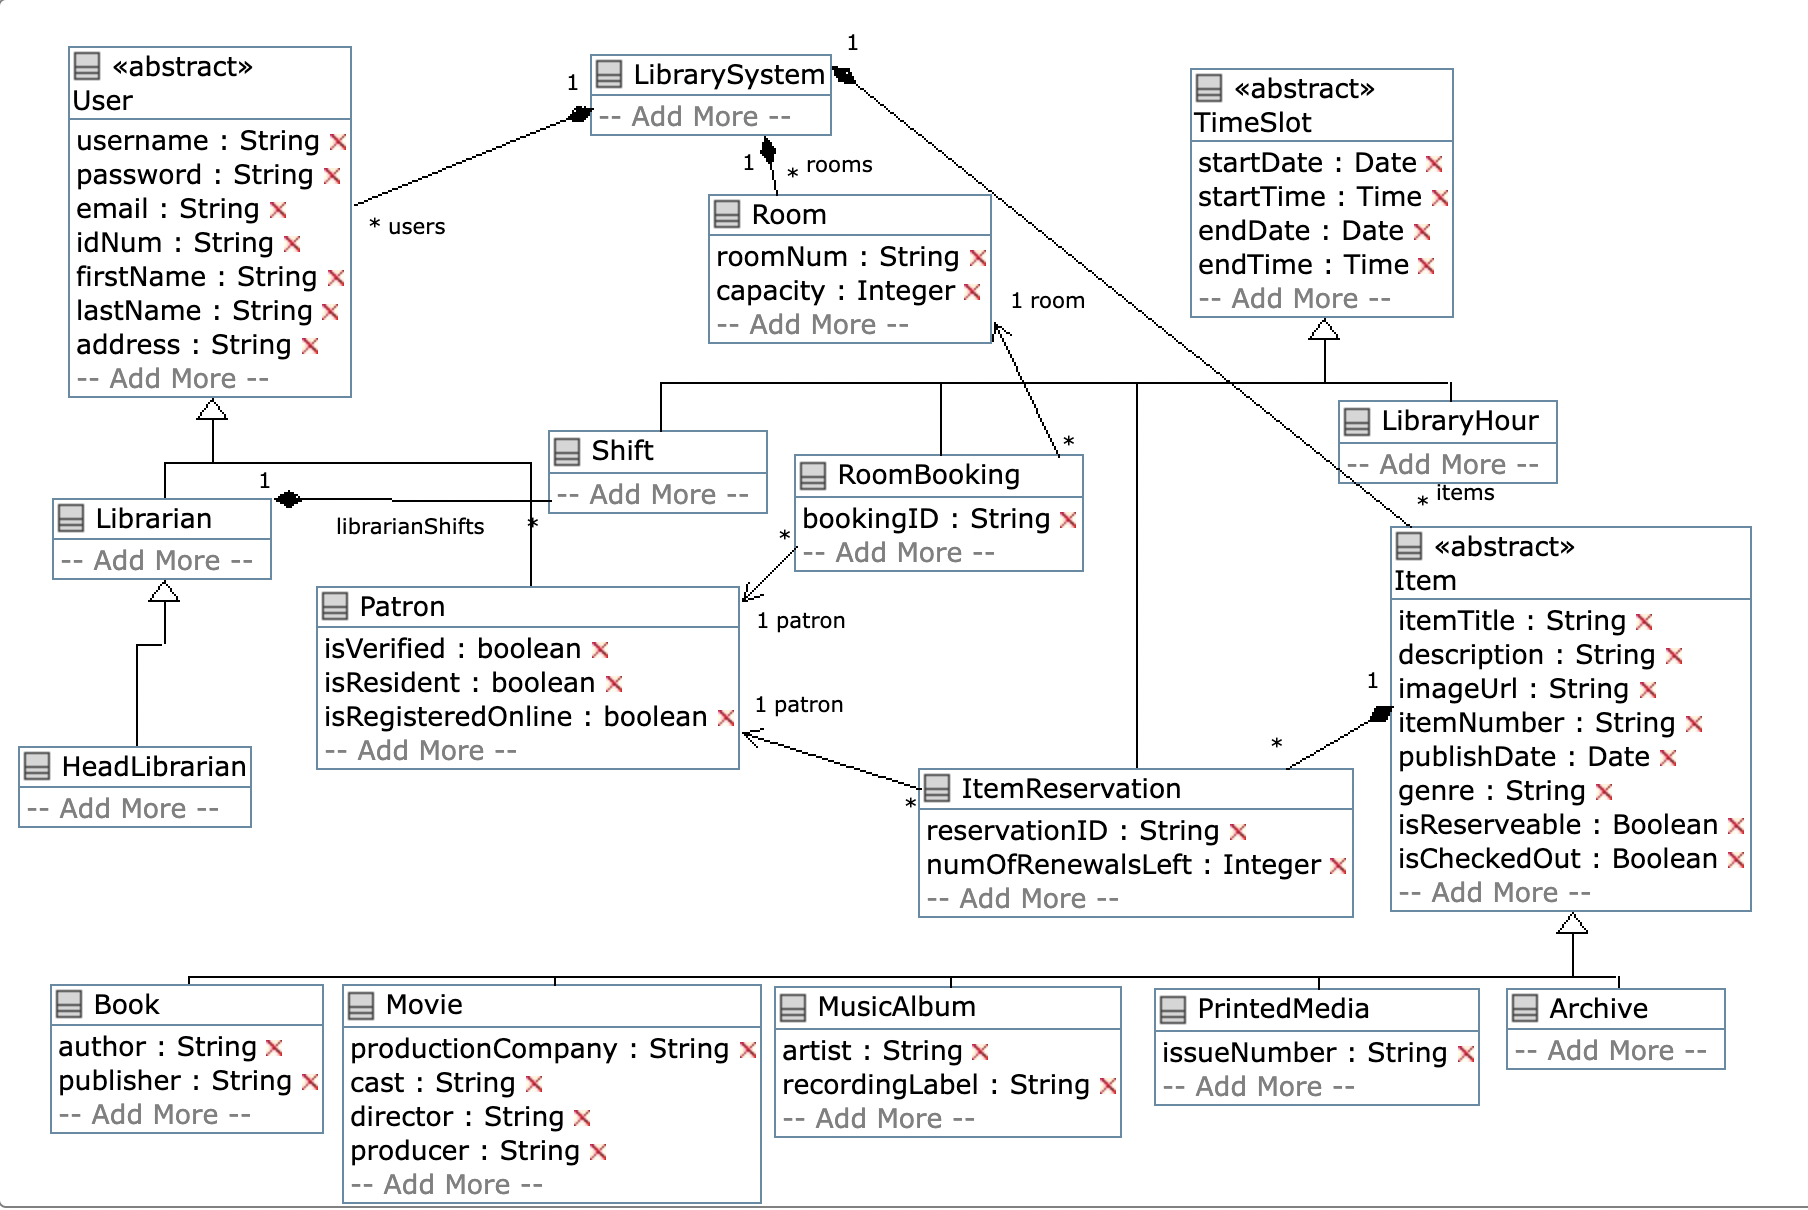 «abstract»
User
username : String
password : String
email : String
idNum : String
firstName : String
lastName : String
address : String
-- Add More --
1
* users
LibrarySystem
-- Add More --
1
1
* rooms
Room
roomNum : String
capacity : Integer
-- Add More --
1 room
«abstract»
TimeSlot
startDate : Date
startTime : Time
endDate : Date
endTime : Time
-- Add More --
Librarian
-- Add More --
1
librarianShifts
*
Shift
-- Add More --
*
RoomBooking
bookingID : String
-- Add More --
*
1 patron
LibraryHour
-- Add More --
* items
«abstract»
Item
itemTitle : String
description : String
imageUrl : String
itemNumber : String
publishDate : Date
genre : String
isReserveable : Boolean
isCheckedOut : Boolean
-- Add More --
Patron
isVerified : boolean
isResident : boolean
isRegisteredOnline : boolean
-- Add More --
1 patron
*
1
*
HeadLibrarian
-- Add More --
ItemReservation
reservationID : String
numOfRenewalsLeft : Integer
-- Add More --
Book
author : String
publisher : String
-- Add More --
Movie
productionCompany : String
cast : String
director : String
producer : String
-- Add More --
MusicAlbum
artist : String
recordingLabel : String
-- Add More --
PrintedMedia
issueNumber : String
-- Add More --
Archive
-- Add More --